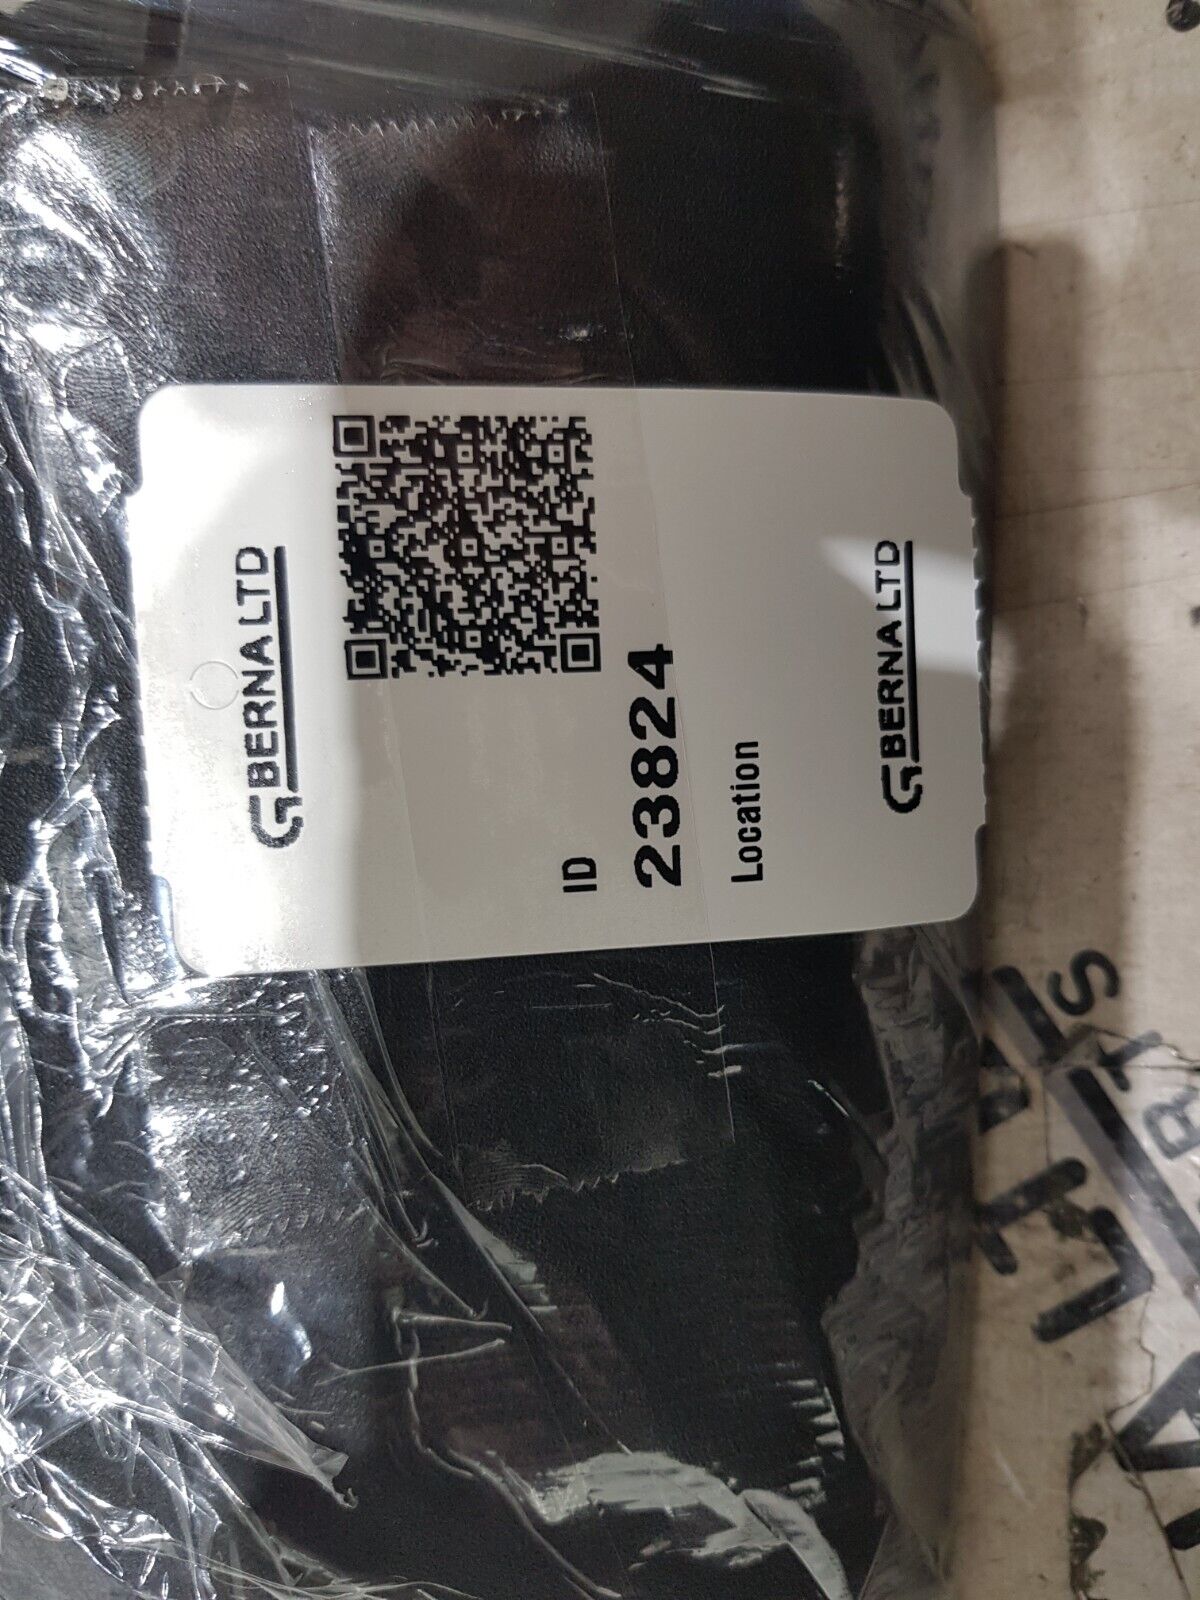 BERNA LTD
ID
23824
Location
BERNA LTD